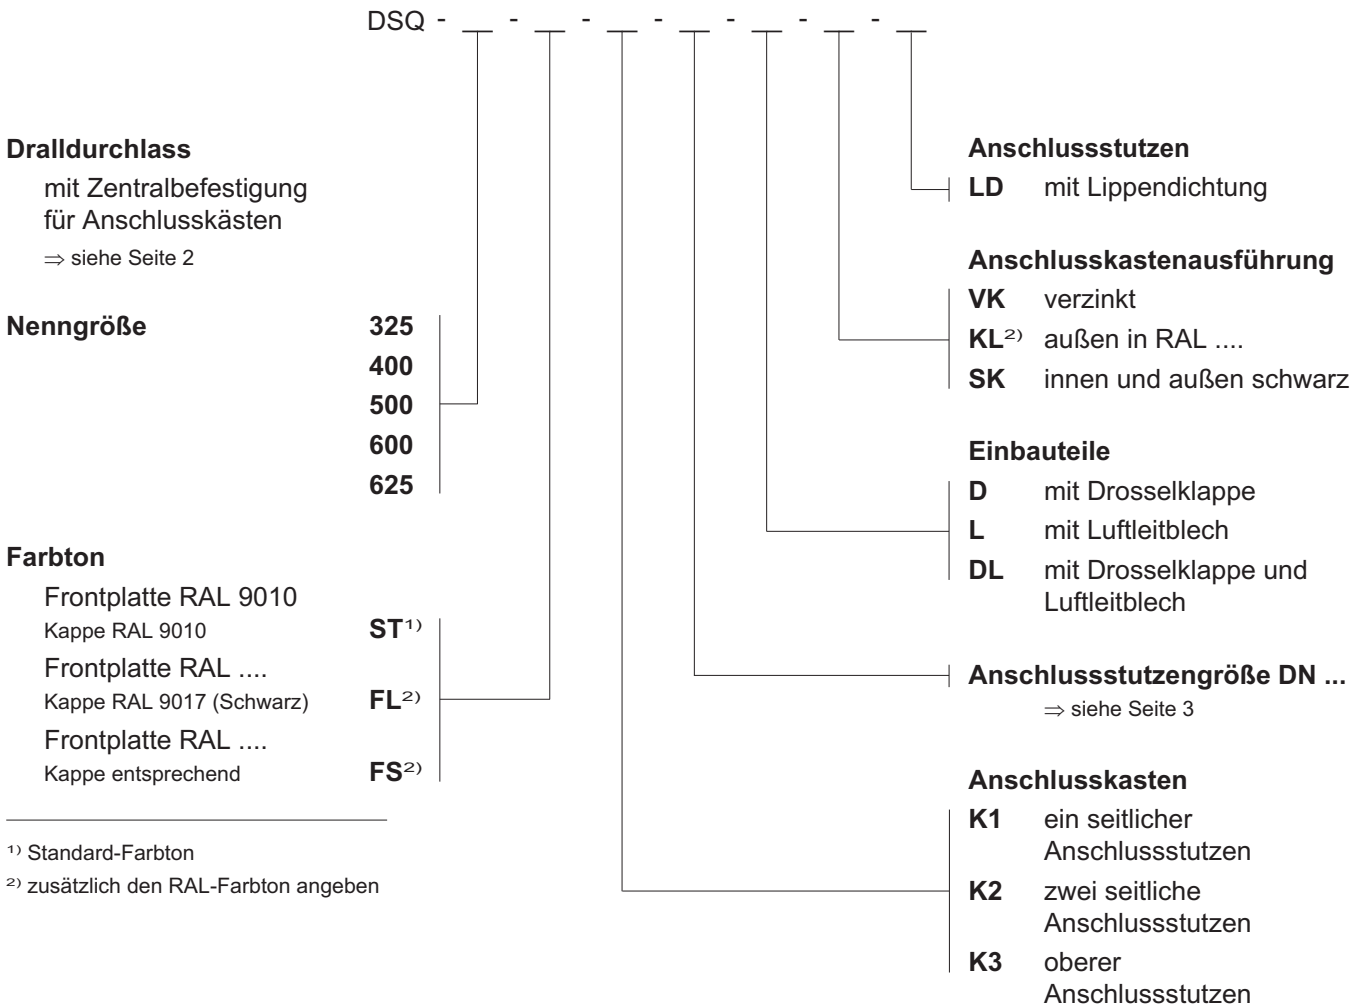 DSQ - __ - __ - __ - __ - __ - __ - __
Dralldurchlass
mit Zentralbefestigung
für Anschlusskästen
⇒ siehe Seite 2
Nenngröße
325
400
500
600
625
Farbton
Frontplatte RAL 9010
Kappe RAL 9010 ST¹⁾
Frontplatte RAL ....
Kappe RAL 9017 (Schwarz) FL²⁾
Frontplatte RAL ....
Kappe entsprechend FS²⁾
¹⁾ Standard-Farbton
²⁾ zusätzlich den RAL-Farbton angeben
Anschlussstutzen
LD mit Lippendichtung
Anschlusskastenausführung
VK verzinkt
KL²⁾ außen in RAL ....
SK innen und außen schwarz
Einbauteile
D mit Drosselklappe
L mit Luftleitblech
DL mit Drosselklappe und
Luftleitblech
Anschlussstutzengröße DN ...
⇒ siehe Seite 3
Anschlusskasten
K1 ein seitlicher
Anschlussstutzen
K2 zwei seitliche
Anschlussstutzen
K3 oberer
Anschlussstutzen